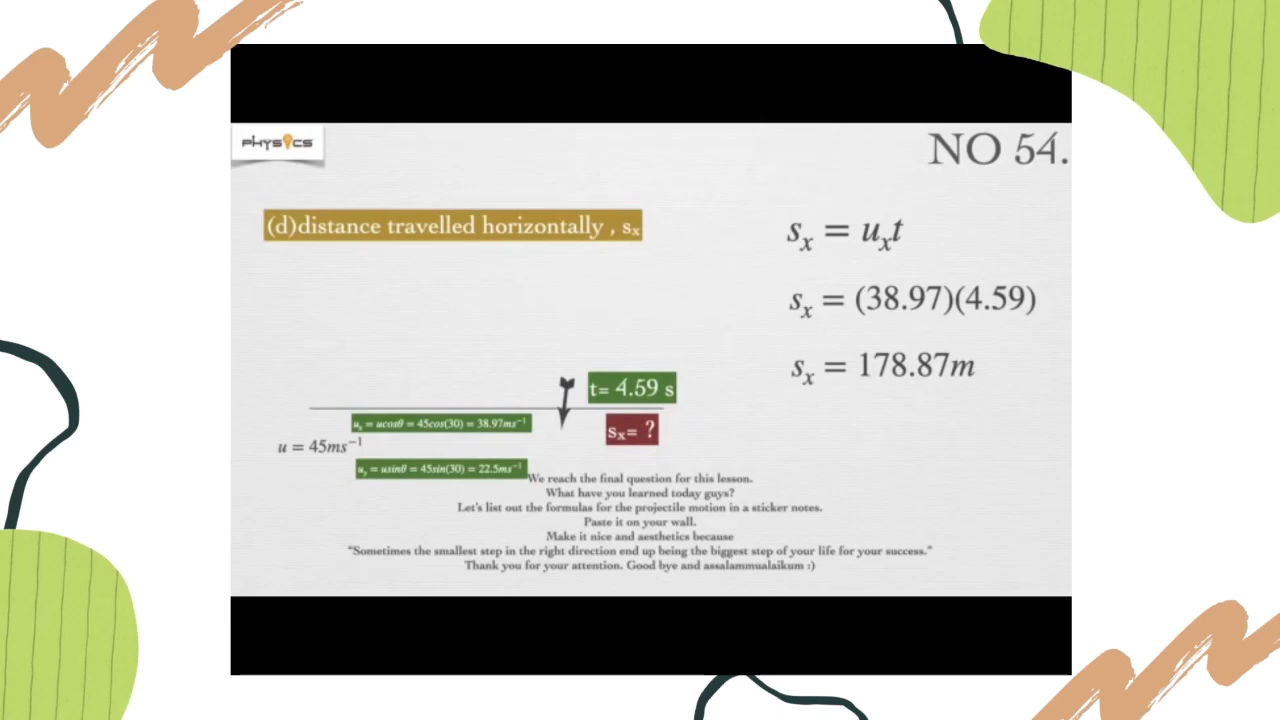 PHYSICS
NO 54.
(d)distance travelled horizontally , sₓ
sₓ = uₓt
sₓ = (38.97)(4.59)
sₓ = 178.87m
t= 4.59 s
uₓ = ucosθ = 45cos(30) = 38.97ms⁻¹
sₓ= ?
u = 45ms⁻¹
uᵧ = usinθ = 45sin(30) = 22.5ms⁻¹
We reach the final question for this lesson.
What have you learned today guys?
Let's list out the formulas for the projectile motion in a sticker notes.
Paste it on your wall.
Make it nice and aesthetics because
“Sometimes the smallest step in the right direction end up being the biggest step of your life for your success.”
Thank you for your attention. Good bye and assalammualaikum :)